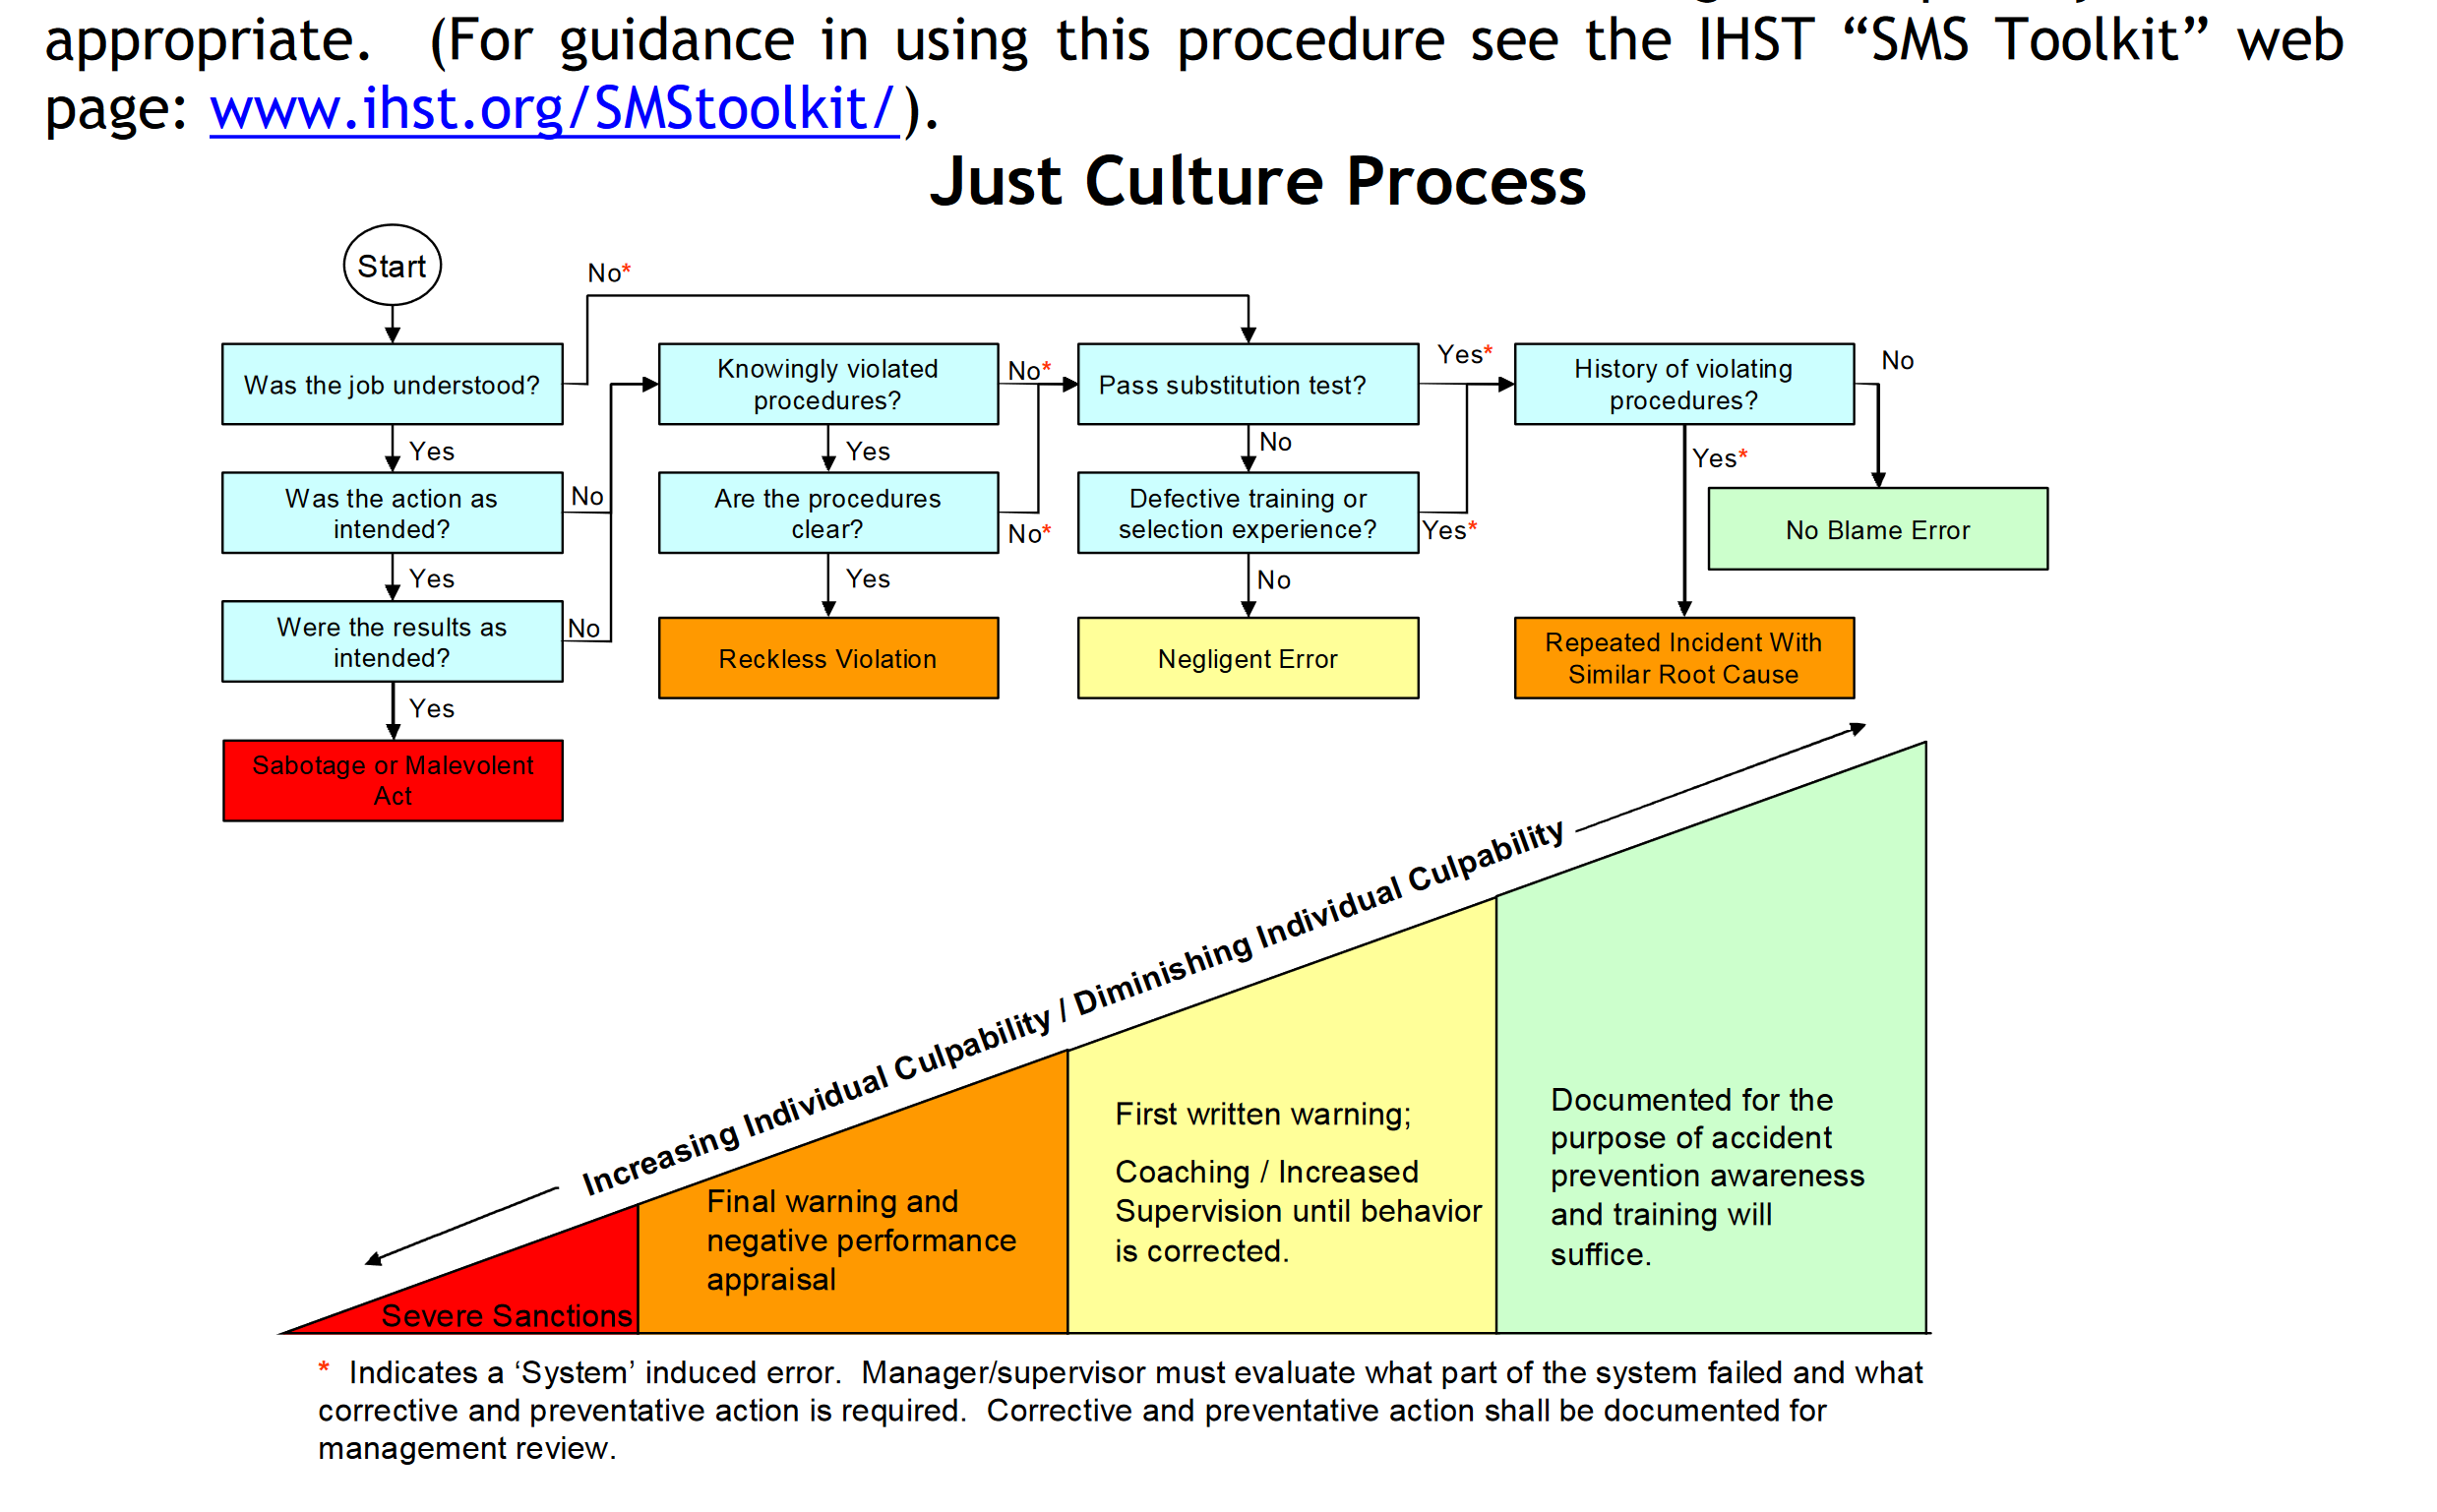 appropriate. (For guidance in using this procedure see the IHST “SMS Toolkit” web
page: www.ihst.org/SMStoolkit/).
Just Culture Process
Start
No*
Was the job understood?
Yes
Was the action as
intended?
No
Yes
Were the results as
intended?
No
Yes
Sabotage or Malevolent
Act
Knowingly violated
procedures?
No*
Yes
Are the procedures
clear?
No*
Yes
Reckless Violation
Pass substitution test?
Yes*
No
Defective training or
selection experience?
Yes*
No
Negligent Error
History of violating
procedures?
No
Yes*
No Blame Error
Repeated Incident With
Similar Root Cause
Increasing Individual Culpability / Diminishing Individual Culpability
Severe Sanctions
Final warning and
negative performance
appraisal
First written warning;
Coaching / Increased
Supervision until behavior
is corrected.
Documented for the
purpose of accident
prevention awareness
and training will
suffice.
* Indicates a ‘System’ induced error. Manager/supervisor must evaluate what part of the system failed and what
corrective and preventative action is required. Corrective and preventative action shall be documented for
management review.